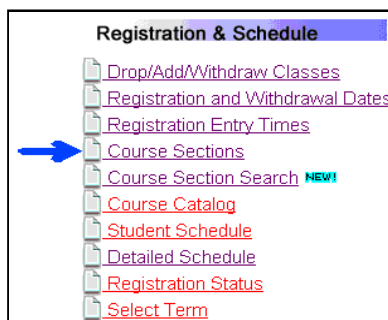 Registration & Schedule
Drop/Add/Withdraw Classes
Registration and Withdrawal Dates
Registration Entry Times
Course Sections
Course Section Search NEW!
Course Catalog
Student Schedule
Detailed Schedule
Registration Status
Select Term